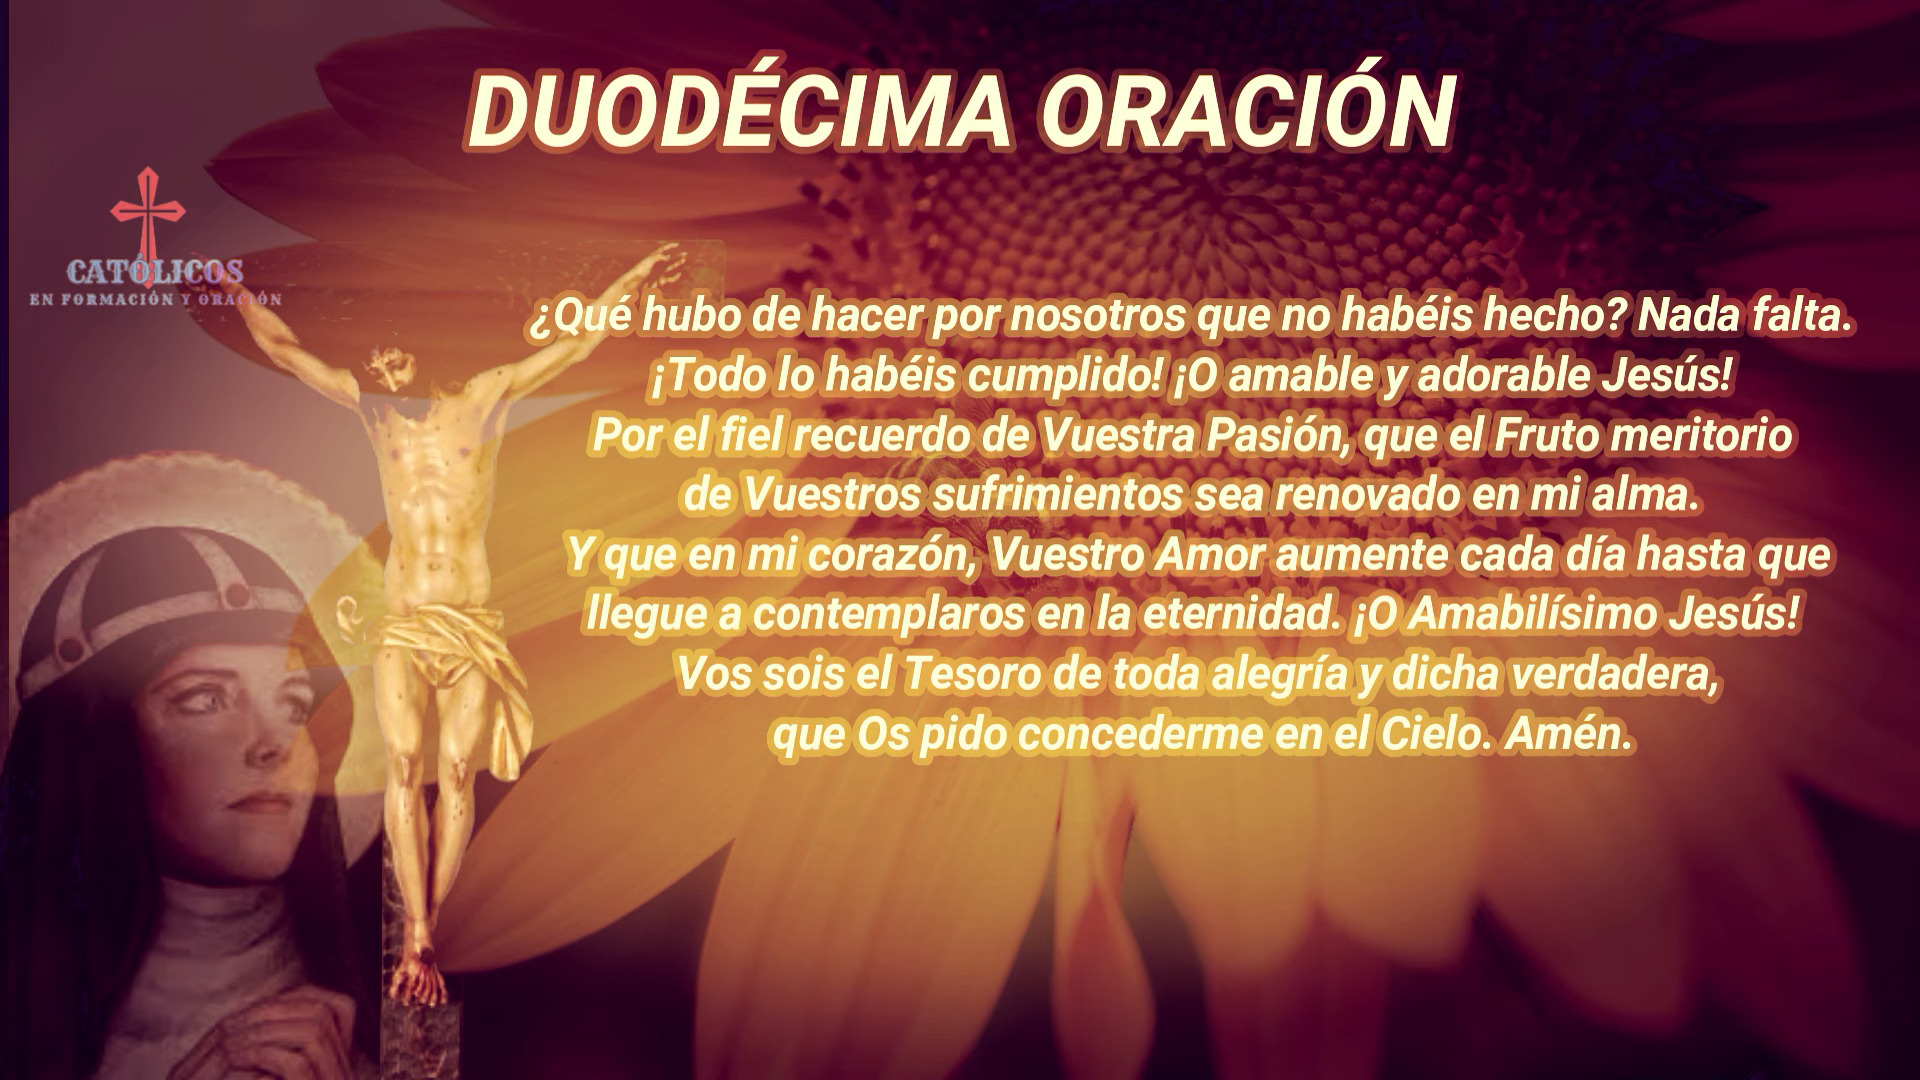 DUODÉCIMA ORACIÓN
CATÓLICOS
EN FORMACIÓN Y ORACIÓN
¿Qué hubo de hacer por nosotros que no habéis hecho? Nada falta.
¡Todo lo habéis cumplido! ¡O amable y adorable Jesús!
Por el fiel recuerdo de Vuestra Pasión, que el Fruto meritorio
de Vuestros sufrimientos sea renovado en mi alma.
Y que en mi corazón, Vuestro Amor aumente cada día hasta que
llegue a contemplaros en la eternidad. ¡O Amabilísimo Jesús!
Vos sois el Tesoro de toda alegría y dicha verdadera,
que Os pido concederme en el Cielo. Amén.